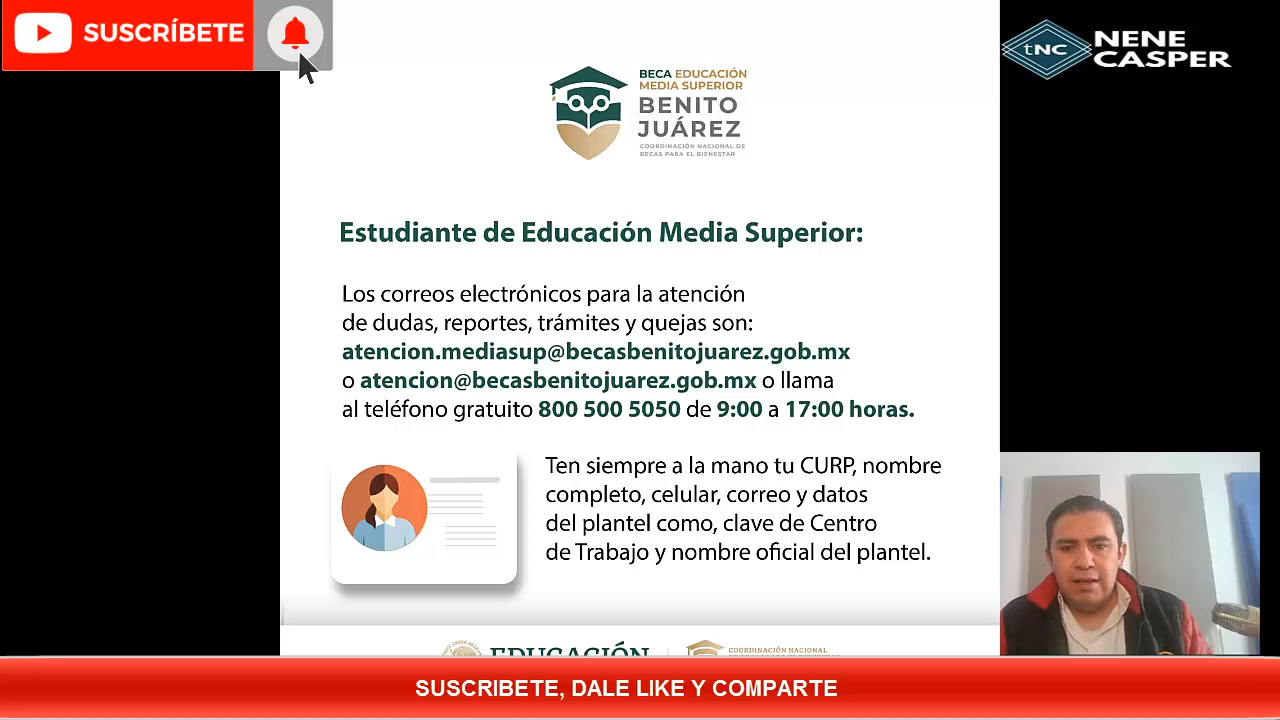 SUSCRÍBETE
tNC
NENE
CASPER
BECA EDUCACIÓN
MEDIA SUPERIOR
BENITO
JUÁREZ
COORDINACIÓN NACIONAL DE
BECAS PARA EL BIENESTAR
Estudiante de Educación Media Superior:
Los correos electrónicos para la atención
de dudas, reportes, trámites y quejas son:
atencion.mediasup@becasbenitojuarez.gob.mx
o atencion@becasbenitojuarez.gob.mx o llama
al teléfono gratuito 800 500 5050 de 9:00 a 17:00 horas.
Ten siempre a la mano tu CURP, nombre
completo, celular, correo y datos
del plantel como, clave de Centro
de Trabajo y nombre oficial del plantel.
EDUCACIÓN
COORDINACIÓN NACIONAL
SUSCRIBETE, DALE LIKE Y COMPARTE